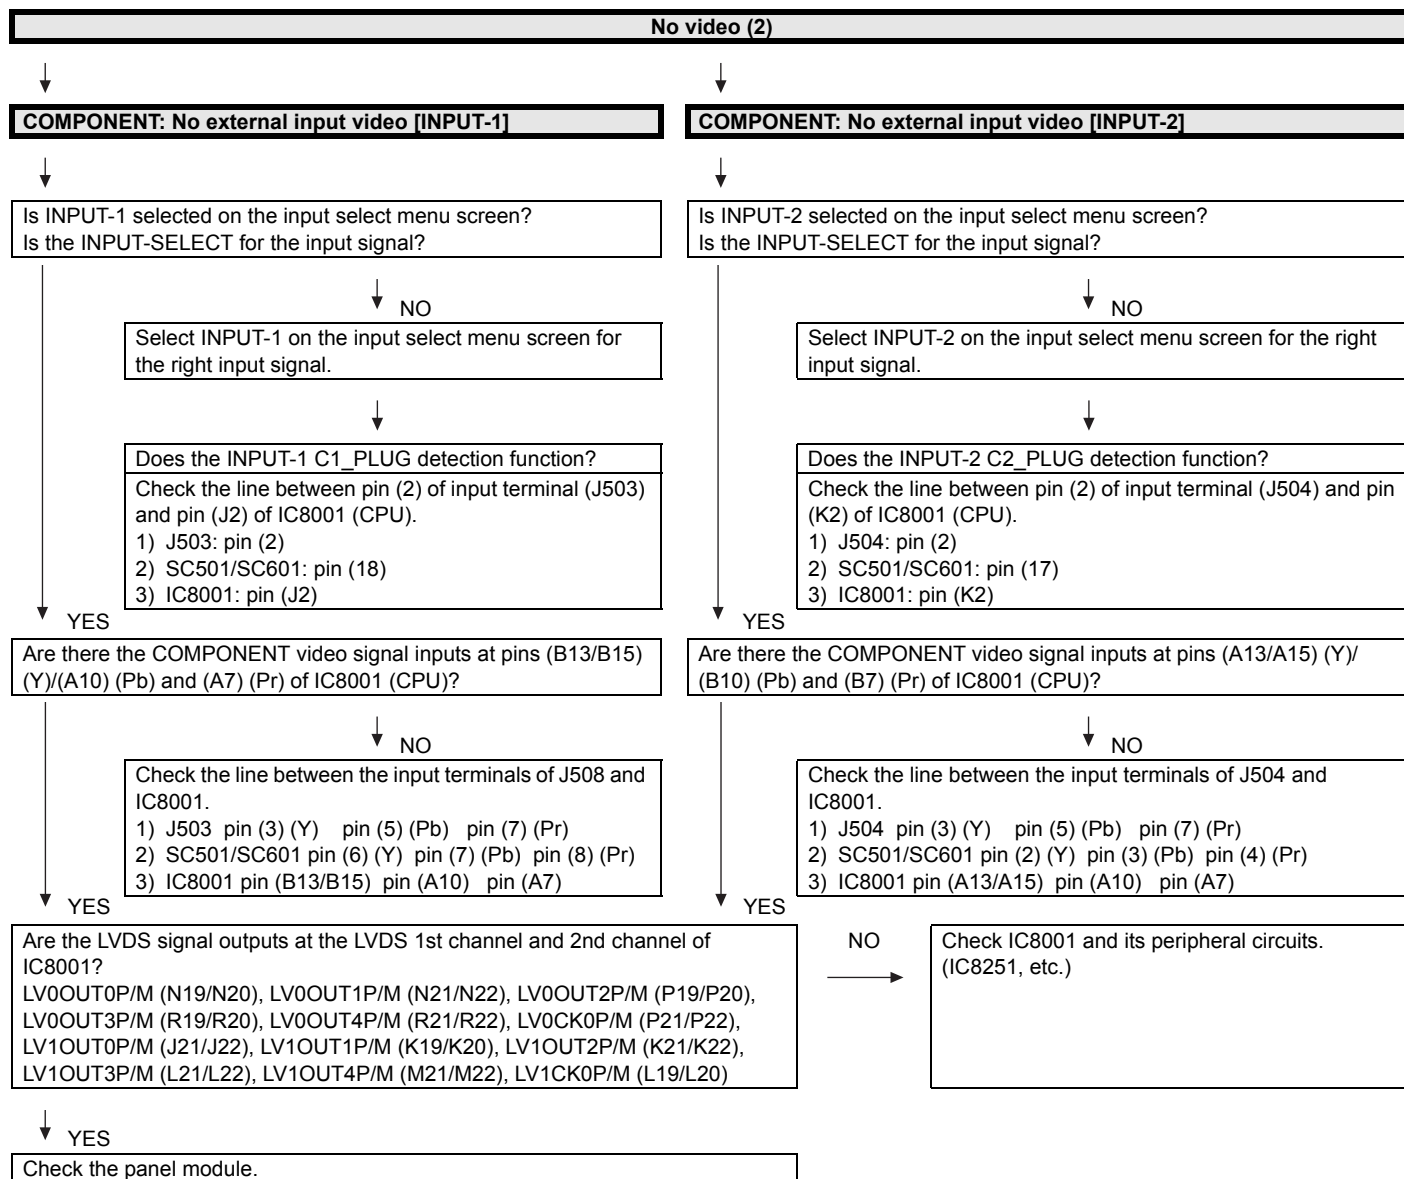 No video (2)
COMPONENT: No external input video [INPUT-1]
Is INPUT-1 selected on the input select menu screen?
Is the INPUT-SELECT for the input signal?
NO
Select INPUT-1 on the input select menu screen for
the right input signal.
Does the INPUT-1 C1_PLUG detection function?
Check the line between pin (2) of input terminal (J503)
and pin (J2) of IC8001 (CPU).
1) J503: pin (2)
2) SC501/SC601: pin (18)
3) IC8001: pin (J2)
YES
Are there the COMPONENT video signal inputs at pins (B13/B15)
(Y)/(A10) (Pb) and (A7) (Pr) of IC8001 (CPU)?
NO
Check the line between the input terminals of J508 and
IC8001.
1) J503 pin (3) (Y) pin (5) (Pb) pin (7) (Pr)
2) SC501/SC601 pin (6) (Y) pin (7) (Pb) pin (8) (Pr)
3) IC8001 pin (B13/B15) pin (A10) pin (A7)
YES
COMPONENT: No external input video [INPUT-2]
Is INPUT-2 selected on the input select menu screen?
Is the INPUT-SELECT for the input signal?
NO
Select INPUT-2 on the input select menu screen for the right
input signal.
Does the INPUT-2 C2_PLUG detection function?
Check the line between pin (2) of input terminal (J504) and pin
(K2) of IC8001 (CPU).
1) J504: pin (2)
2) SC501/SC601: pin (17)
3) IC8001: pin (K2)
YES
Are there the COMPONENT video signal inputs at pins (A13/A15) (Y)/
(B10) (Pb) and (B7) (Pr) of IC8001 (CPU)?
NO
Check the line between the input terminals of J504 and
IC8001.
1) J504 pin (3) (Y) pin (5) (Pb) pin (7) (Pr)
2) SC501/SC601 pin (2) (Y) pin (3) (Pb) pin (4) (Pr)
3) IC8001 pin (A13/A15) pin (A10) pin (A7)
YES
Are the LVDS signal outputs at the LVDS 1st channel and 2nd channel of
IC8001?
LV0OUT0P/M (N19/N20), LV0OUT1P/M (N21/N22), LV0OUT2P/M (P19/P20),
LV0OUT3P/M (R19/R20), LV0OUT4P/M (R21/R22), LV0CK0P/M (P21/P22),
LV1OUT0P/M (J21/J22), LV1OUT1P/M (K19/K20), LV1OUT2P/M (K21/K22),
LV1OUT3P/M (L21/L22), LV1OUT4P/M (M21/M22), LV1CK0P/M (L19/L20)
NO
Check IC8001 and its peripheral circuits.
(IC8251, etc.)
YES
Check the panel module.